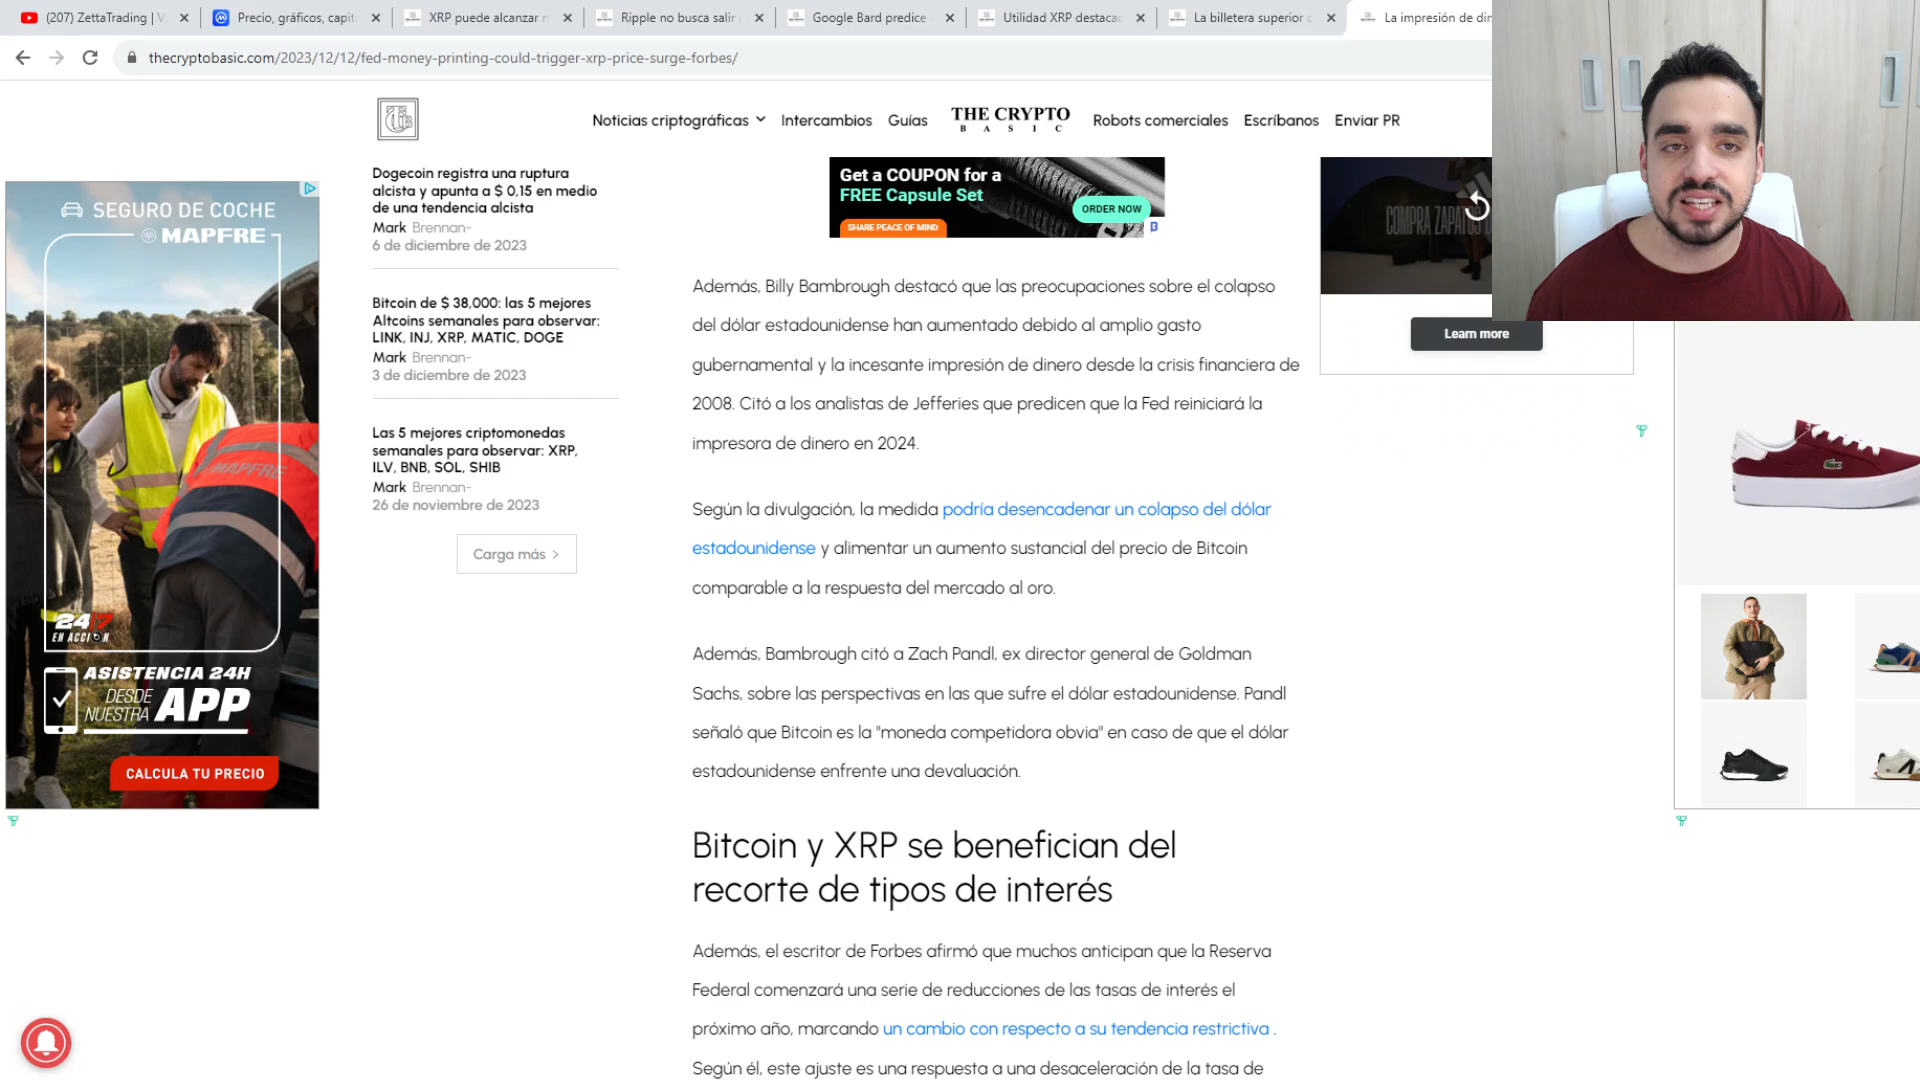 (207) ZettaTrading | V
Precio, gráficos, capit
XRP puede alcanzar
Ripple no busca salir
Google Bard predice
Utilidad XRP destaca
La billetera superior
La impresión de din
thecryptobasic.com/2023/12/12/fed-money-printing-could-trigger-xrp-price-surge-forbes/
Noticias criptográficas
Intercambios
Guías
THE CRYPTO
BASIC
Robots comerciales
Escríbanos
Enviar PR
SEGURO DE COCHE
MAPFRE
MAPFRE
24/7
EN ACCIÓN
ASISTENCIA 24H
DESDE
NUESTRA APP
CALCULA TU PRECIO
Dogecoin registra una ruptura
alcista y apunta a $ 0,15 en medio
de una tendencia alcista
Mark Brennan-
6 de diciembre de 2023
Bitcoin de $ 38,000: las 5 mejores
Altcoins semanales para observar:
LINK, INJ, XRP, MATIC, DOGE
Mark Brennan-
3 de diciembre de 2023
Las 5 mejores criptomonedas
semanales para observar: XRP,
ILV, BNB, SOL, SHIB
Mark Brennan-
26 de noviembre de 2023
Carga más >
Get a COUPON for a
FREE Capsule Set
ORDER NOW
SHARE PEACE OF MIND
Además, Billy Bambrough destacó que las preocupaciones sobre el colapso
del dólar estadounidense han aumentado debido al amplio gasto
gubernamental y la incesante impresión de dinero desde la crisis financiera de
2008. Citó a los analistas de Jefferies que predicen que la Fed reiniciará la
impresora de dinero en 2024.
Según la divulgación, la medida podría desencadenar un colapso del dólar
estadounidense y alimentar un aumento sustancial del precio de Bitcoin
comparable a la respuesta del mercado al oro.
Además, Bambrough citó a Zach Pandl, ex director general de Goldman
Sachs, sobre las perspectivas en las que sufre el dólar estadounidense. Pandl
señaló que Bitcoin es la "moneda competidora obvia" en caso de que el dólar
estadounidense enfrente una devaluación.
Bitcoin y XRP se benefician del
recorte de tipos de interés
Además, el escritor de Forbes afirmó que muchos anticipan que la Reserva
Federal comenzará una serie de reducciones de las tasas de interés el
próximo año, marcando un cambio con respecto a su tendencia restrictiva .
Según él, este ajuste es una respuesta a una desaceleración de la tasa de
COMPRA ZAPATOS
Learn more